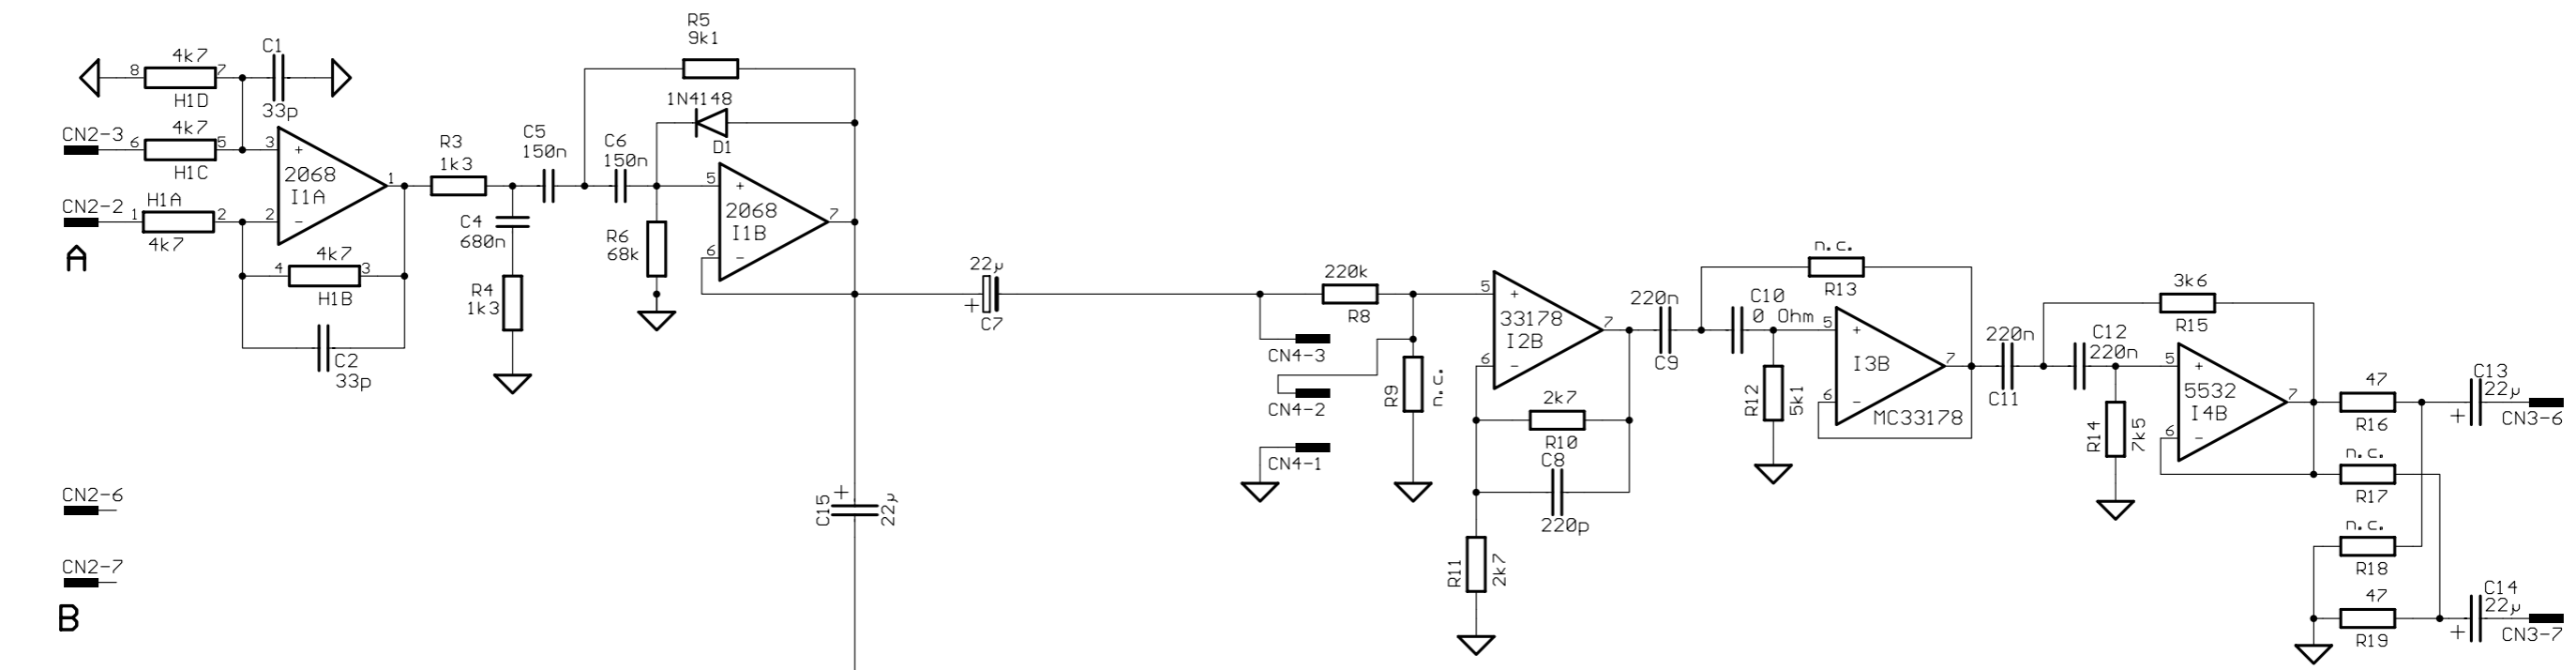 4k7
8
7
H1D
C1
33p
CN2-3
4k7
6
5
H1C
3
+
2068
I1A
1
CN2-2
H1A
1
2
4k7
2
-
A
4k7
4
3
H1B
C2
33p
R3
1k3
C4
680n
R4
1k3
C5
150n
C6
150n
R5
9k1
1N4148
D1
R6
68k
5
+
2068
I1B
7
6
-
22µ
+
C7
C15
+
22µ
CN2-6
CN2-7
B
220k
R8
CN4-3
CN4-2
CN4-1
R9
n.c.
5
+
33178
I2B
7
6
-
2k7
R10
C8
220p
R11
2k7
220n
C9
C10
0 Ohm
n.c.
R13
R12
5k1
5
+
I3B
7
6
-
MC33178
220n
C11
C12
220n
3k6
R15
R14
7k5
5
+
5532
I4B
7
6
-
47
R16
n.c.
R17
n.c.
R18
47
R19
C13
22µ
+
CN3-6
C14
22µ
+
CN3-7